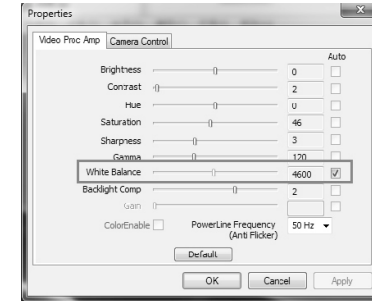 Properties
Video Proc Amp Camera Control
Auto
Brightness 0
Contrast 2
Hue 0
Saturation 46
Sharpness 3
Gamma 120
White Balance 4600
Backlight Comp 2
Gain
ColorEnable PowerLine Frequency 50 Hz
(Anti Flicker)
Default
OK Cancel Apply